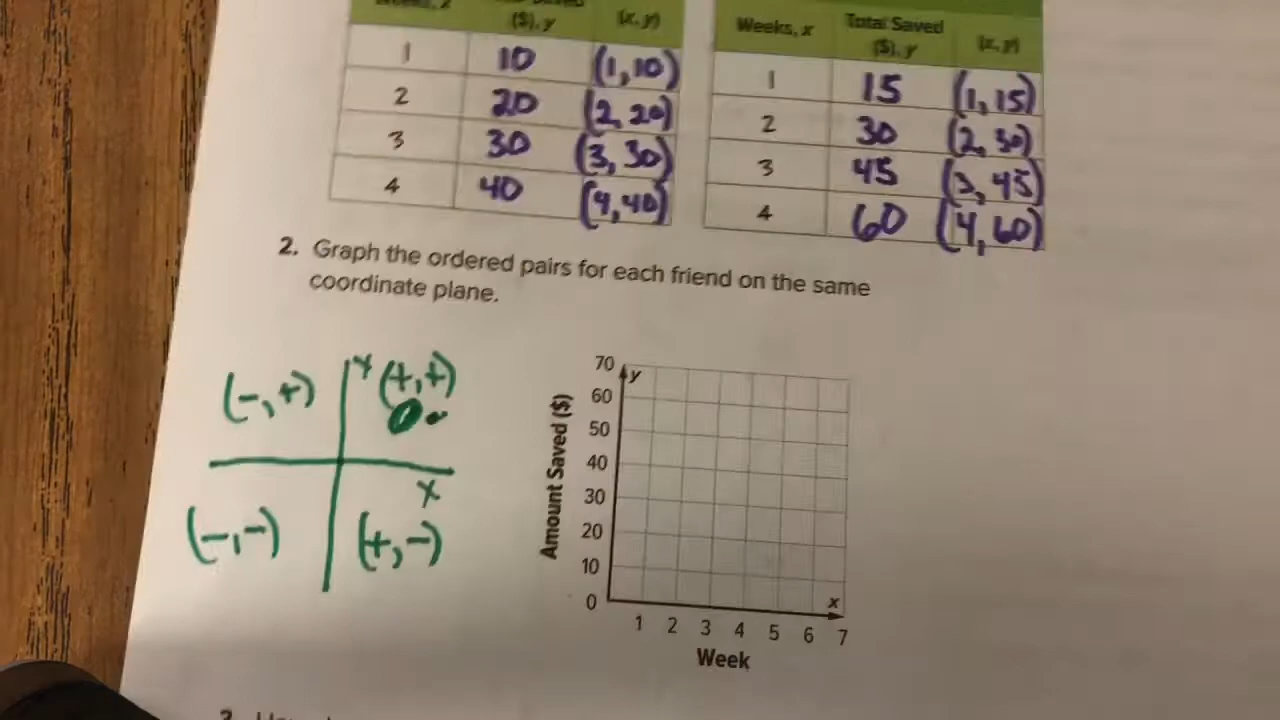 Weeks, x ($), y (x, y)
1 10 (1,10)
2 20 (2,20)
3 30 (3,30)
4 40 (4,40)
Weeks, x Total Saved ($), y (x, y)
1 15 (1,15)
2 30 (2,30)
3 45 (3,45)
4 60 (4,60)
2. Graph the ordered pairs for each friend on the same
coordinate plane.
(-,+) y (+,+)
x
(-,-) (+,-)
Amount Saved ($)
70 y
60
50
40
30
20
10
0 x
1 2 3 4 5 6 7
Week